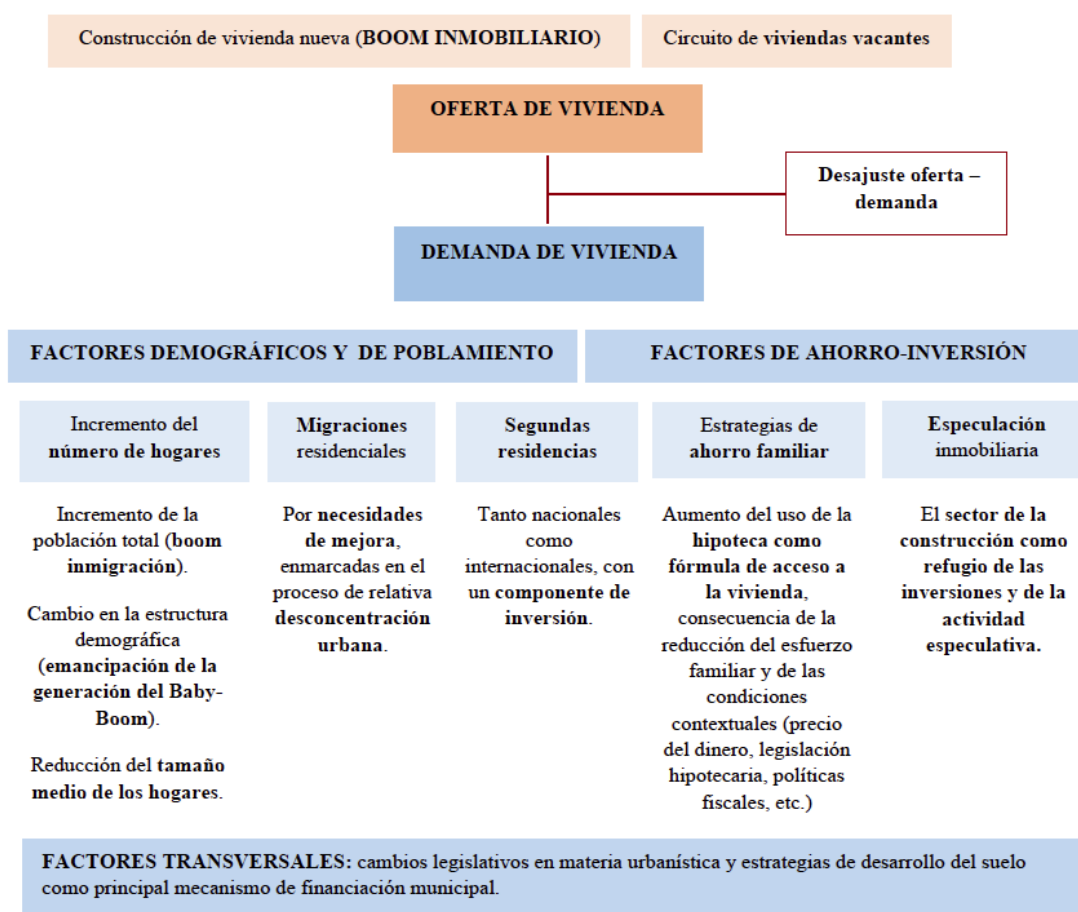 Construcción de vivienda nueva (BOOM INMOBILIARIO)
Circuito de viviendas vacantes
OFERTA DE VIVIENDA
Desajuste oferta –
demanda
DEMANDA DE VIVIENDA
FACTORES DEMOGRÁFICOS Y DE POBLAMIENTO
FACTORES DE AHORRO-INVERSIÓN
Incremento del
número de hogares
Incremento de la
población total (boom
inmigración).
Cambio en la estructura
demográfica
(emancipación de la
generación del Baby-
Boom).
Reducción del tamaño
medio de los hogares.
Migraciones
residenciales
Por necesidades
de mejora,
enmarcadas en el
proceso de relativa
desconcentración
urbana.
Segundas
residencias
Tanto nacionales
como
internacionales, con
un componente de
inversión.
Estrategias de
ahorro familiar
Aumento del uso de la
hipoteca como
fórmula de acceso a
la vivienda,
consecuencia de la
reducción del esfuerzo
familiar y de las
condiciones
contextuales (precio
del dinero, legislación
hipotecaria, políticas
fiscales, etc.)
Especulación
inmobiliaria
El sector de la
construcción como
refugio de las
inversiones y de la
actividad
especulativa.
FACTORES TRANSVERSALES: cambios legislativos en materia urbanística y estrategias de desarrollo del suelo
como principal mecanismo de financiación municipal.